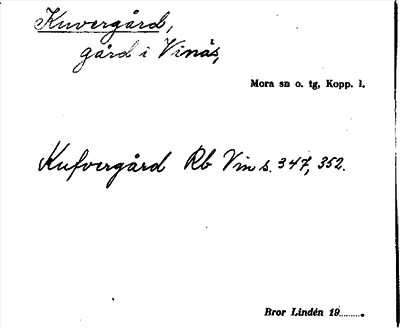 Kuvergård,
gård i Vinäs,
Mora sn o. tg, Kopp. l.
Kufvergård Rb Vin s. 347, 352.
Bror Lindén 19........